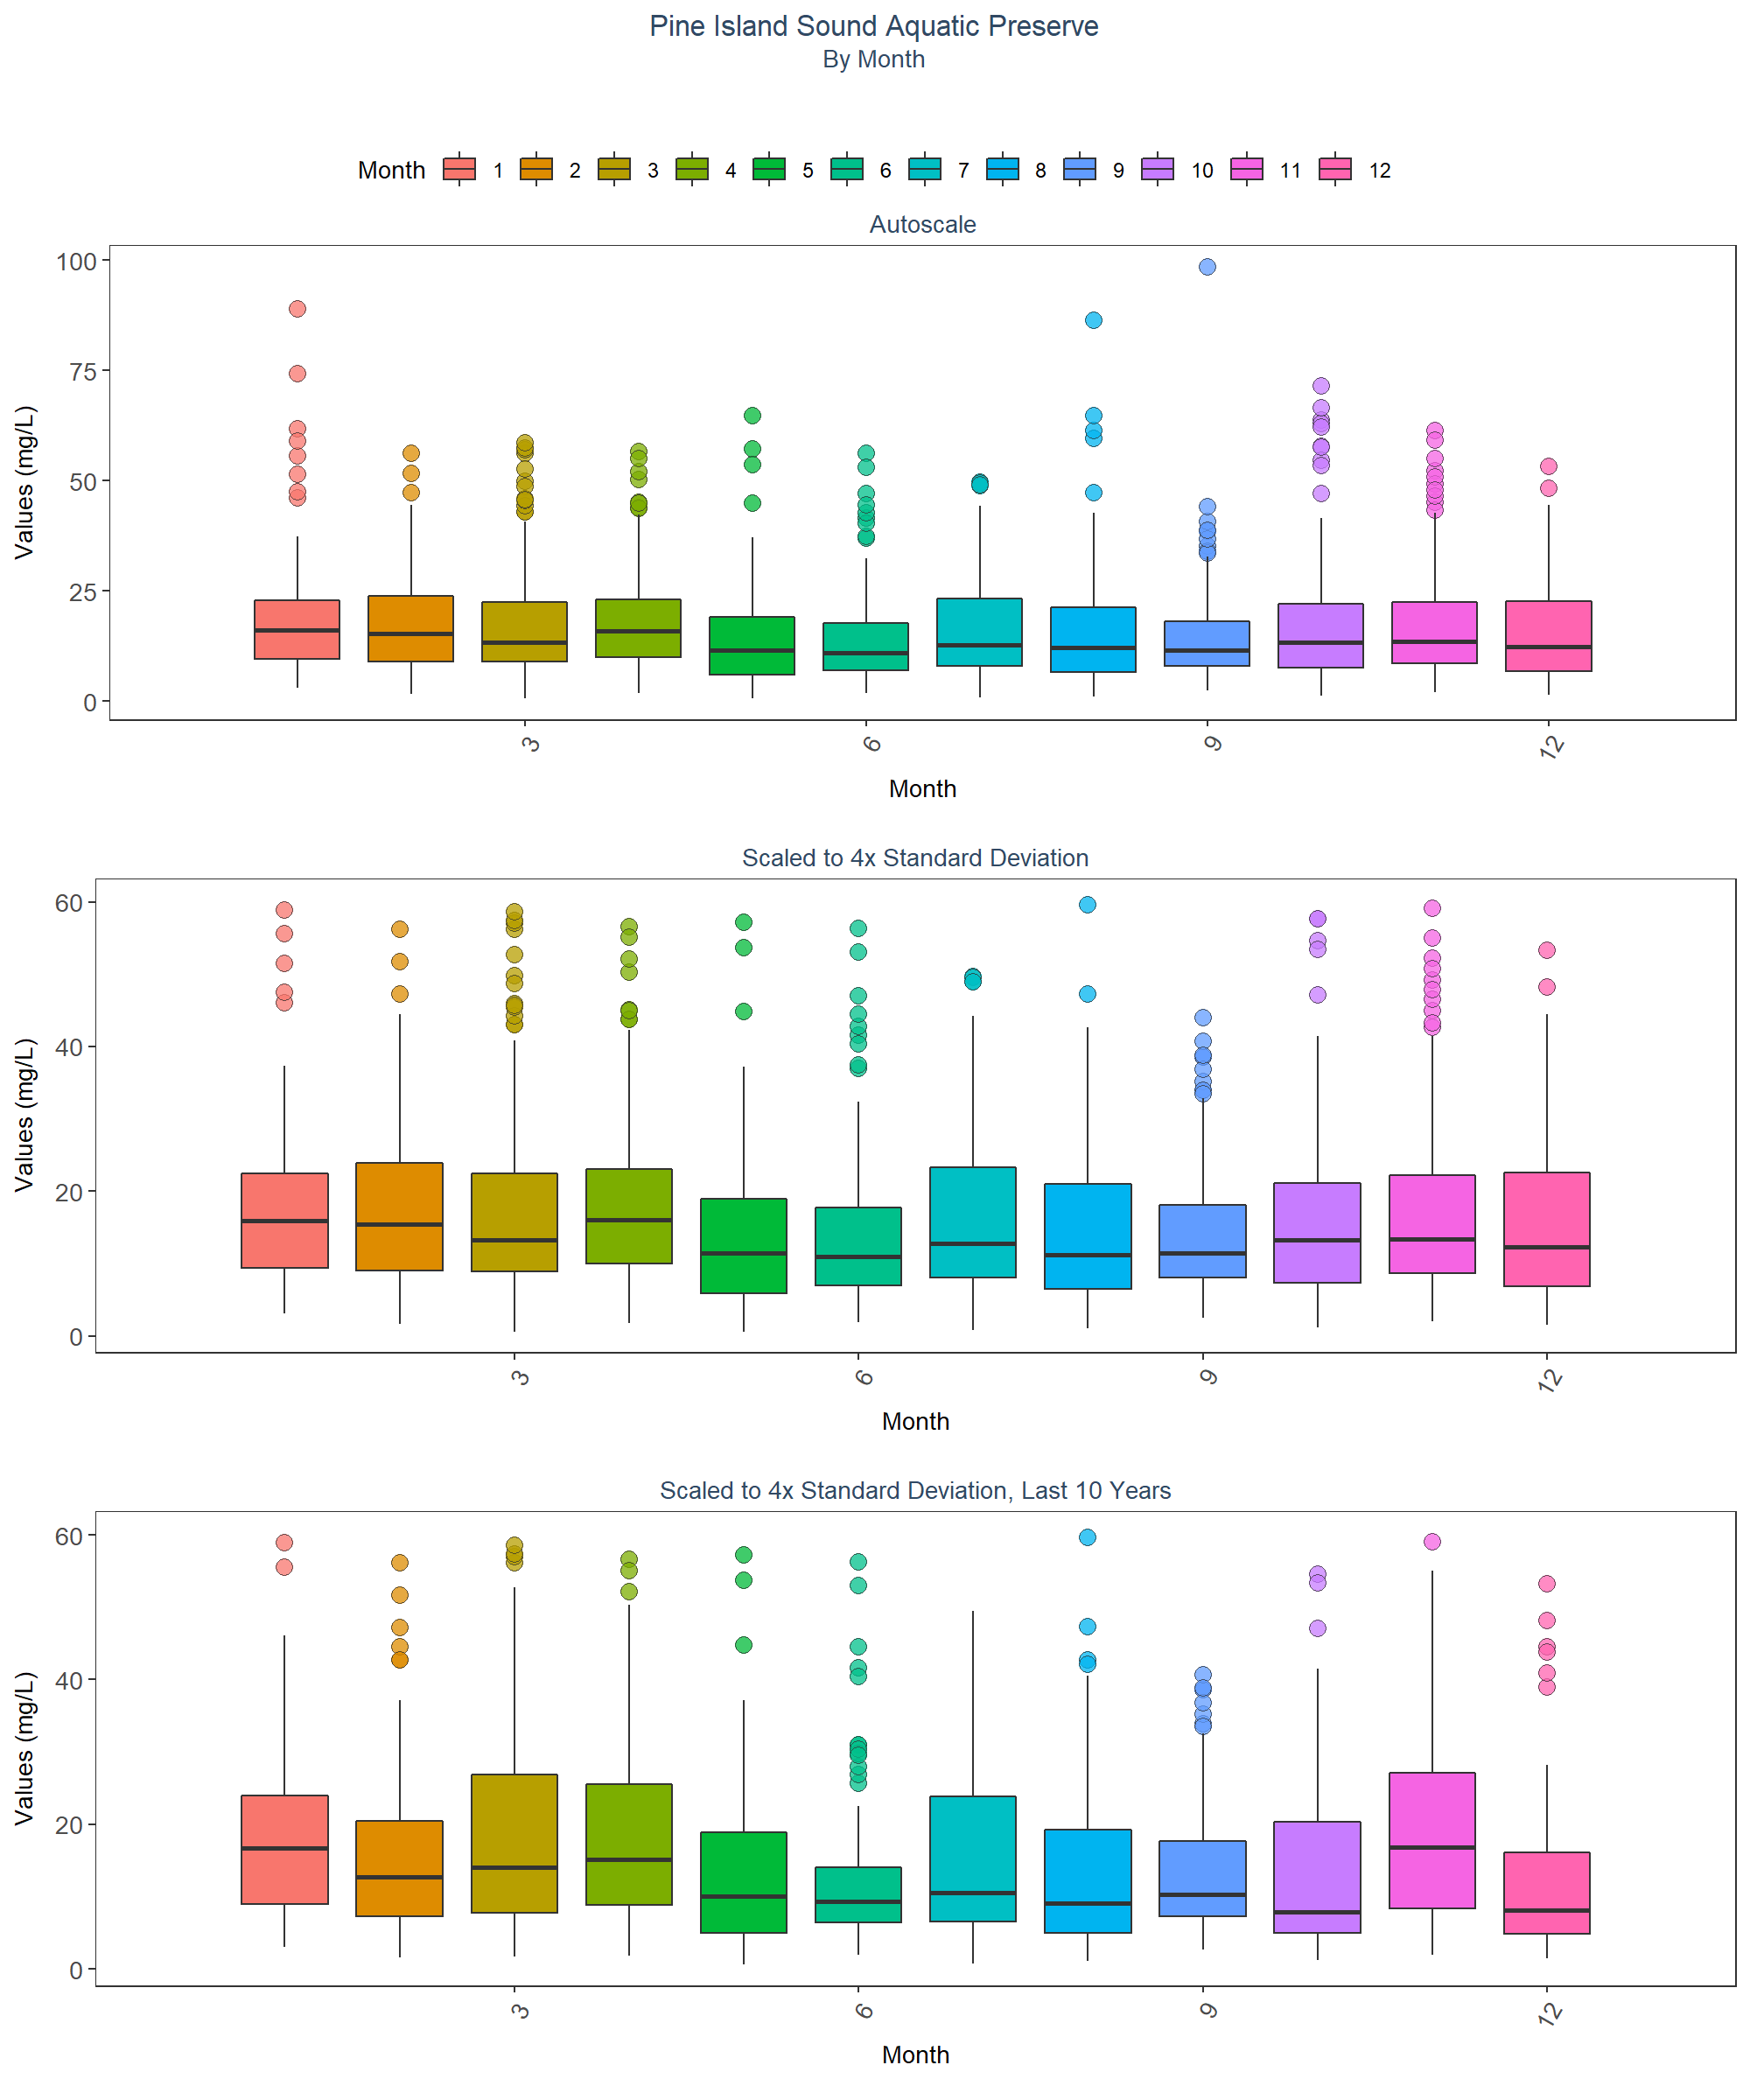 Pine Island Sound Aquatic Preserve
By Month
Month 1 2 3 4 5 6 7 8 9 10 11 12
Autoscale
Values (mg/L)
100
75
50
25
0
3 6 9 12
Month
Scaled to 4x Standard Deviation
Values (mg/L)
60
40
20
0
3 6 9 12
Month
Scaled to 4x Standard Deviation, Last 10 Years
Values (mg/L)
60
40
20
0
3 6 9 12
Month